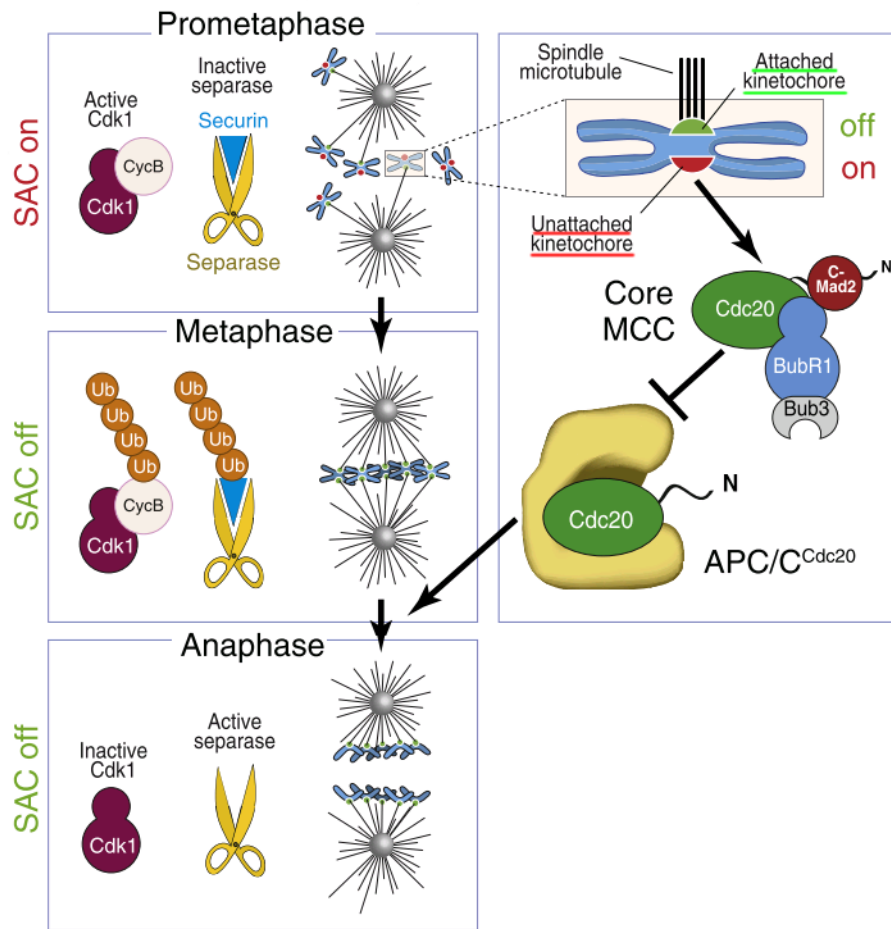 Prometaphase
SAC on
Active
Cdk1
CycB
Cdk1
Inactive
separase
Securin
Separase
Spindle
microtubule
Attached
kinetochore
off
on
Unattached
kinetochore
Core
MCC
Cdc20
C-
Mad2
N
BubR1
Bub3
Cdc20
N
APC/C^Cdc20
Metaphase
SAC off
Ub
Ub
Ub
Ub
CycB
Cdk1
Ub
Ub
Ub
Ub
Anaphase
SAC off
Inactive
Cdk1
Cdk1
Active
separase